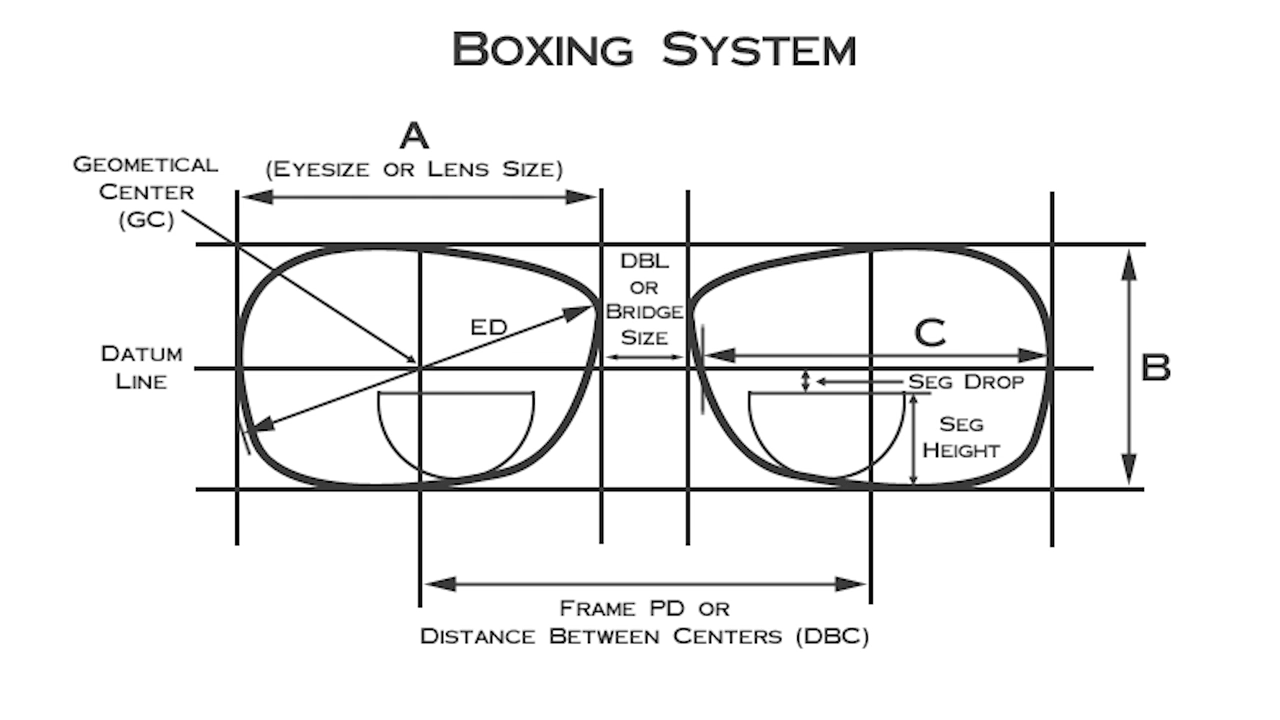 BOXING SYSTEM
A
(EYESIZE OR LENS SIZE)
GEOMETICAL
CENTER
(GC)
DBL
OR
BRIDGE
SIZE
ED
C
DATUM
LINE
B
SEG DROP
SEG
HEIGHT
FRAME PD OR
DISTANCE BETWEEN CENTERS (DBC)